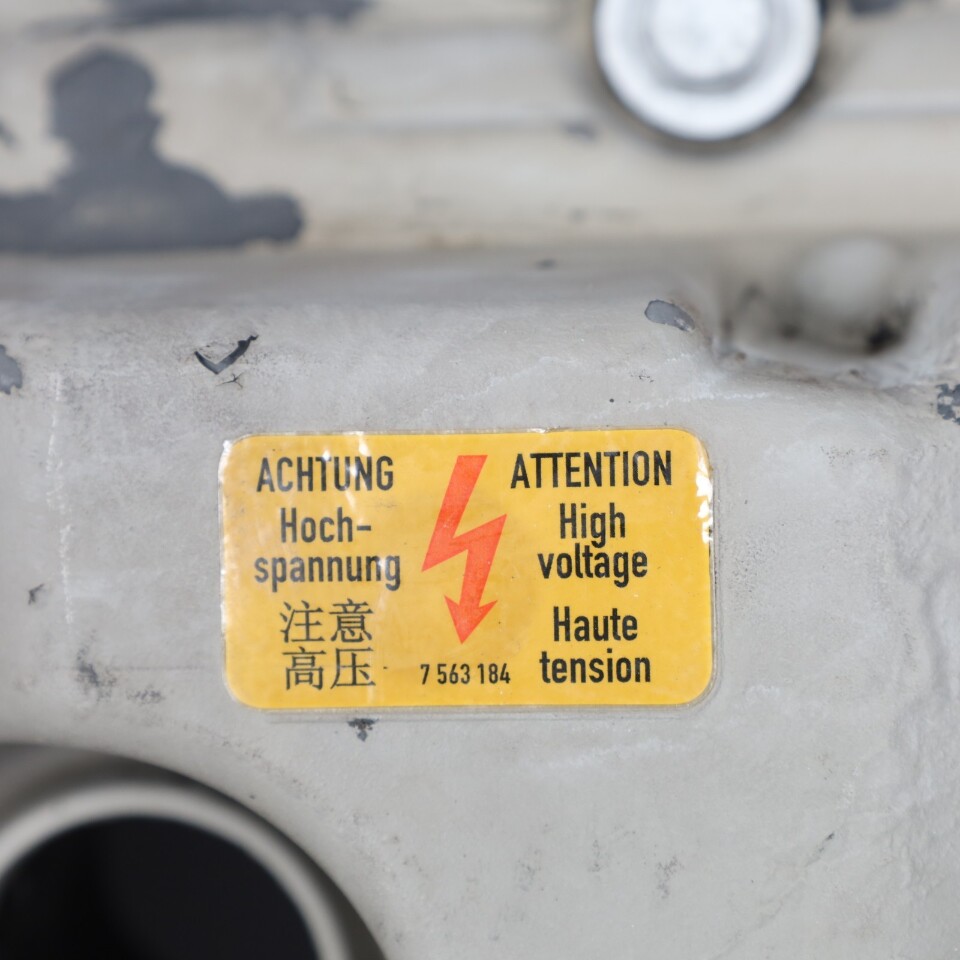 ACHTUNG
Hoch-
spannung
注意
高压
7 563 184
ATTENTION
High
voltage
Haute
tension